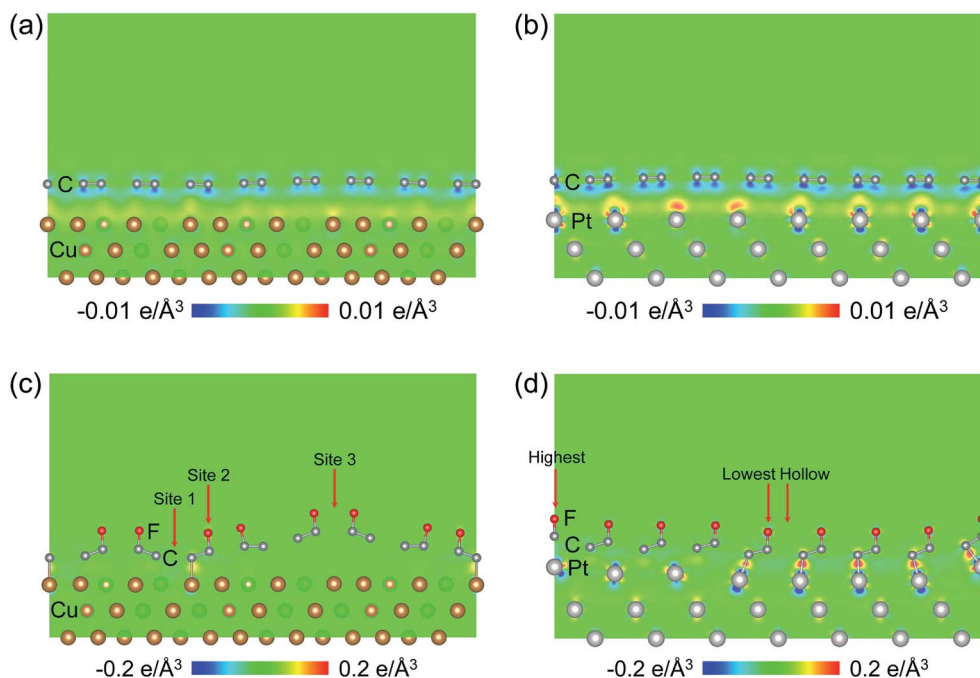 (a)
C
Cu
-0.01 e/Å³ 0.01 e/Å³
(b)
C
Pt
-0.01 e/Å³ 0.01 e/Å³
(c)
Site 3
Site 2
Site 1
F
C
Cu
-0.2 e/Å³ 0.2 e/Å³
(d)
Highest
Lowest Hollow
F
C
Pt
-0.2 e/Å³ 0.2 e/Å³